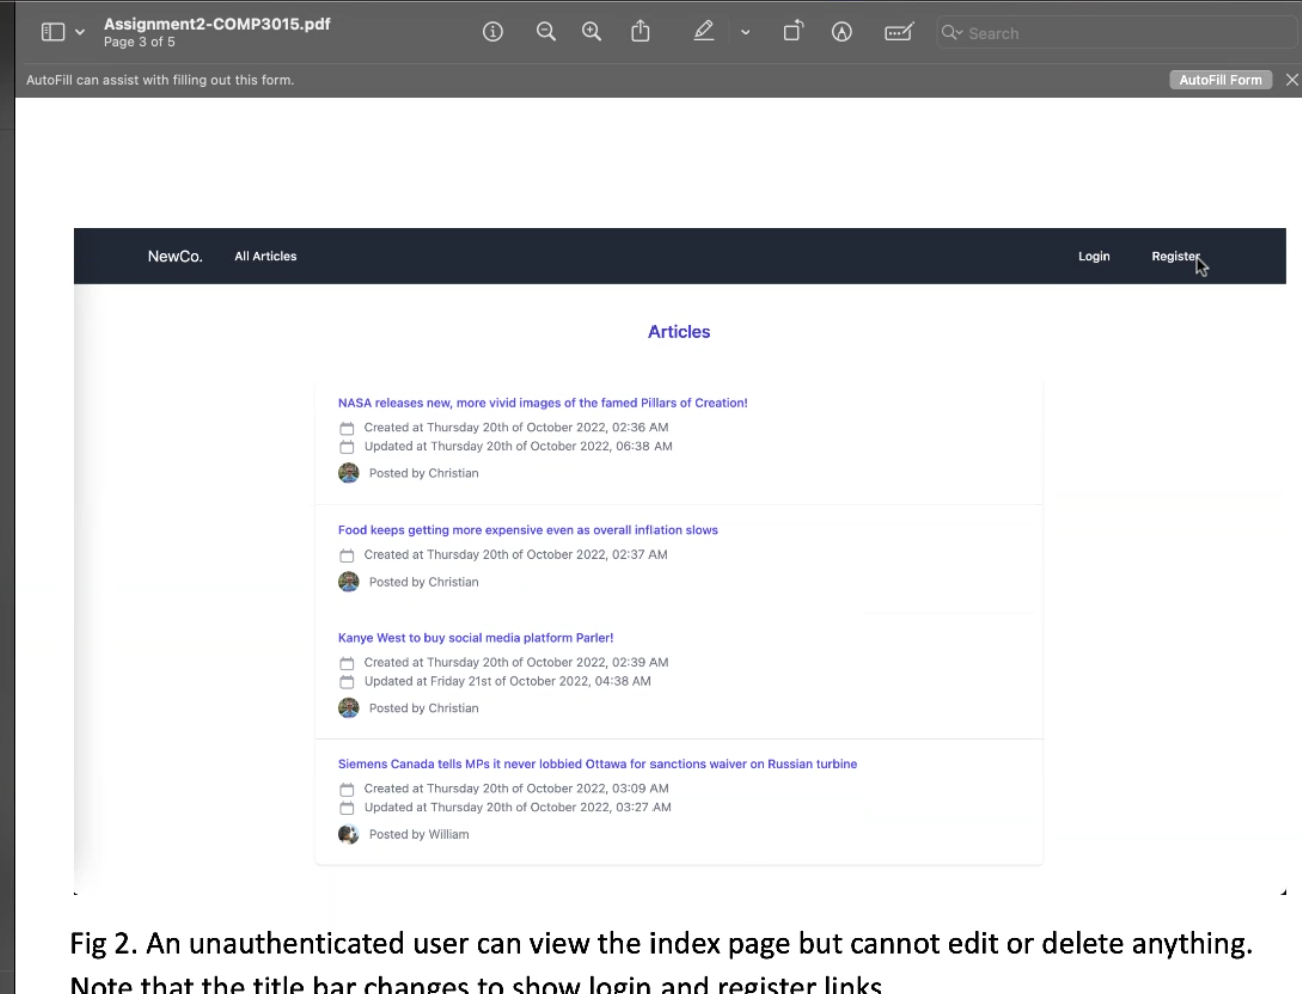 Assignment2-COMP3015.pdf
Page 3 of 5
Search
AutoFill can assist with filling out this form.
AutoFill Form
NewCo. All Articles Login Register
Articles
NASA releases new, more vivid images of the famed Pillars of Creation!
Created at Thursday 20th of October 2022, 02:36 AM
Updated at Thursday 20th of October 2022, 06:38 AM
Posted by Christian
Food keeps getting more expensive even as overall inflation slows
Created at Thursday 20th of October 2022, 02:37 AM
Posted by Christian
Kanye West to buy social media platform Parler!
Created at Thursday 20th of October 2022, 02:39 AM
Updated at Friday 21st of October 2022, 04:38 AM
Posted by Christian
Siemens Canada tells MPs it never lobbied Ottawa for sanctions waiver on Russian turbine
Created at Thursday 20th of October 2022, 03:09 AM
Updated at Thursday 20th of October 2022, 03:27 AM
Posted by William
Fig 2. An unauthenticated user can view the index page but cannot edit or delete anything.
Note that the title bar changes to show login and register links